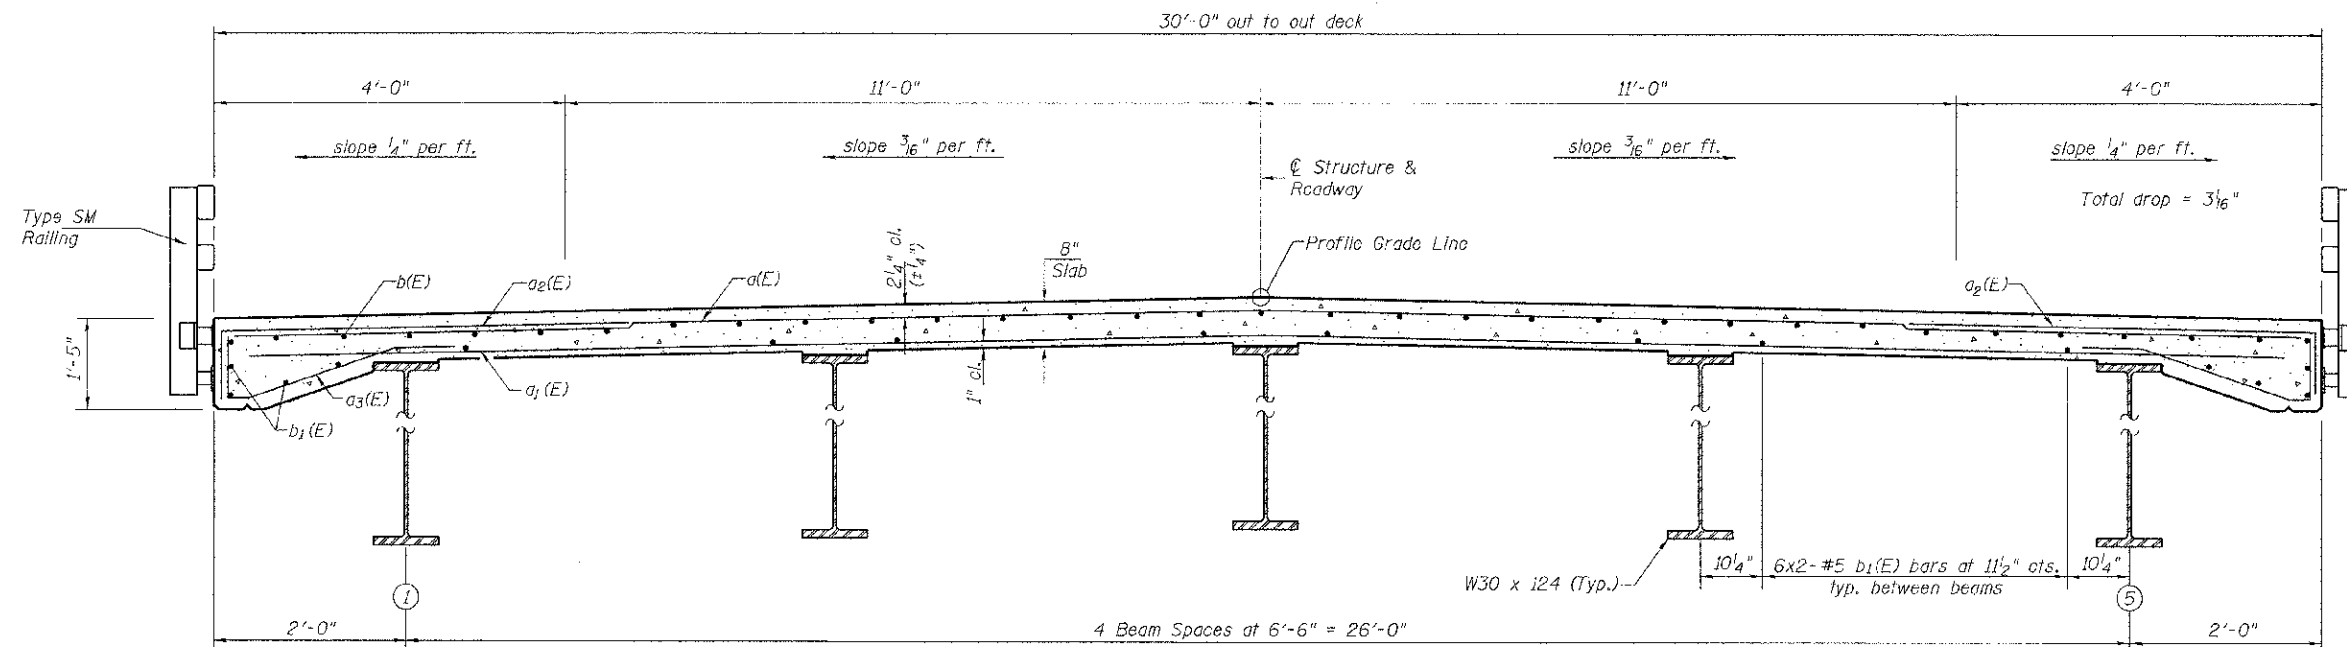 30'-0" out to out deck
4'-0"
11'-0"
11'-0"
4'-0"
slope 1/4" per ft.
slope 3/16" per ft.
slope 3/16" per ft.
slope 1/4" per ft.
℄ Structure &
Roadway
Total drop = 3 1/16"
Type SM
Railing
Profile Grade Line
b(E)
a2(E)
a(E)
2 1/4" cl.
(±1/4")
8"
Slab
a2(E)
1'-5"
a3(E)
a1(E)
b1(E)
1" cl.
W30 x 124 (Typ.)
10 1/4"
6x2-#5 b1(E) bars at 11 1/2" cts.
typ. between beams
10 1/4"
1
5
2'-0"
4 Beam Spaces at 6'-6" = 26'-0"
2'-0"